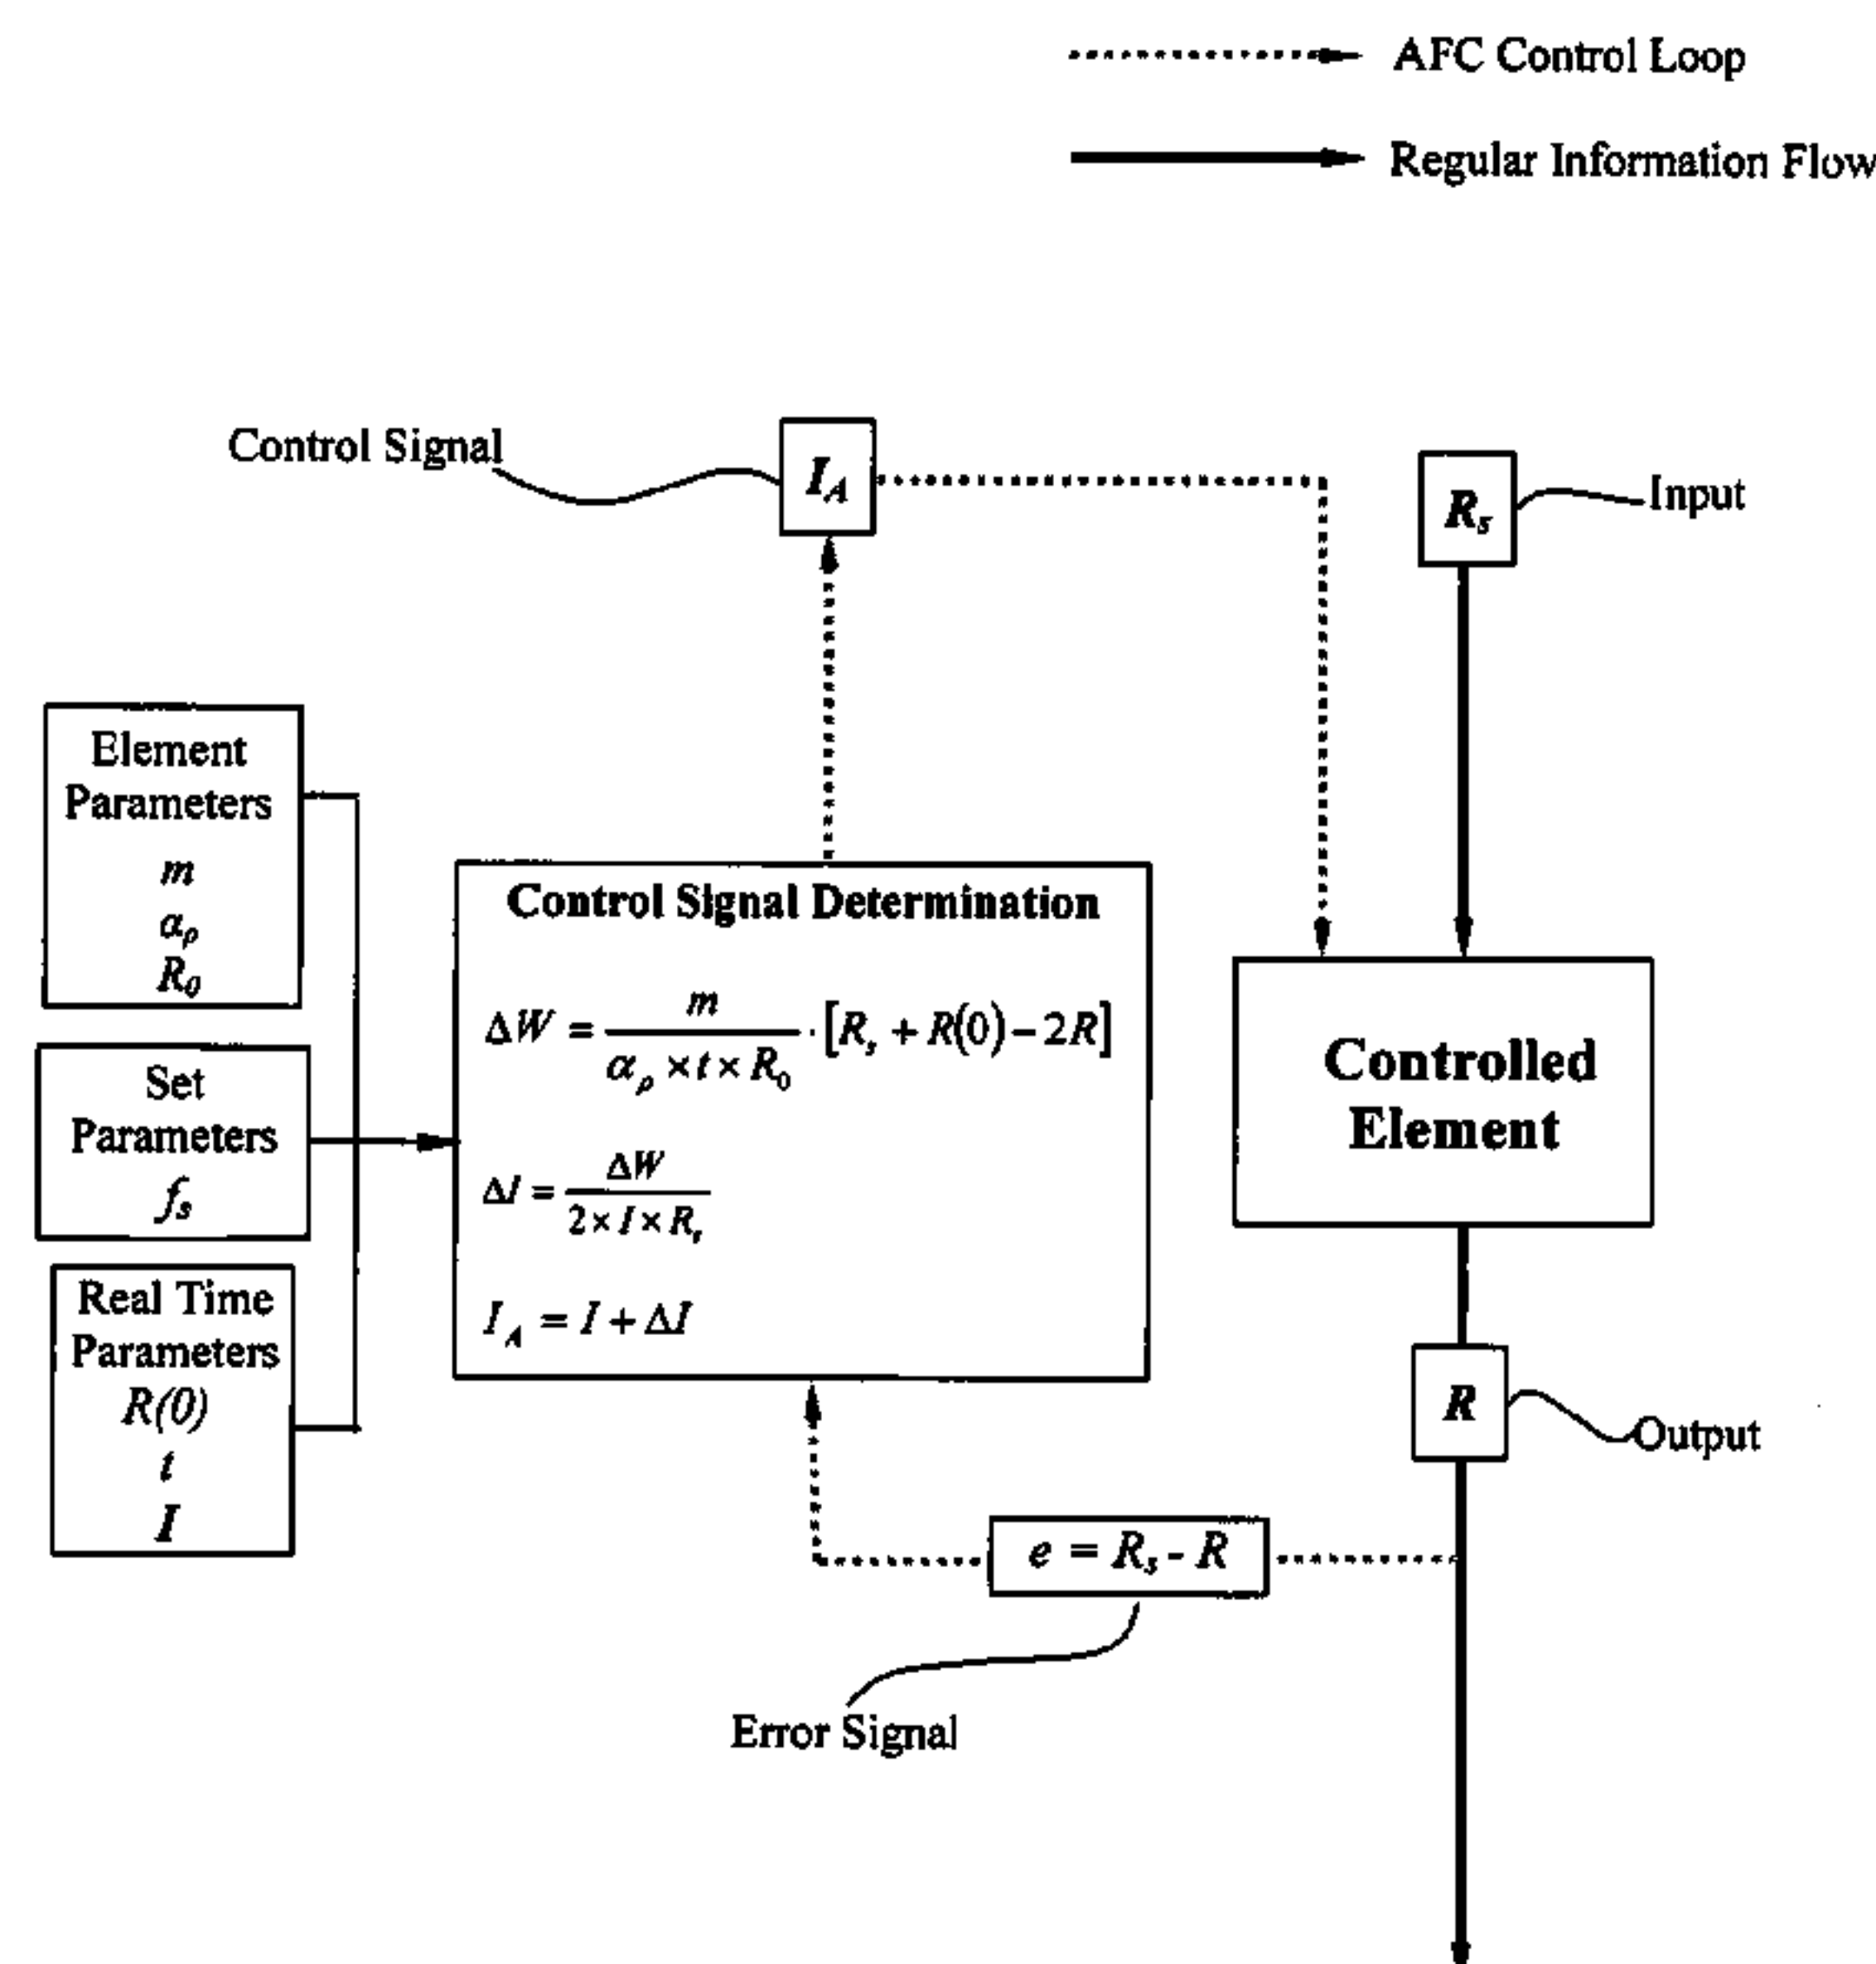 AFC Control Loop
Regular Information Flow
Control Signal
I_A
R_s
Input
Element
Parameters
m
α_ρ
R_0
Set
Parameters
f_s
Real Time
Parameters
R(0)
t
I
Control Signal Determination
ΔW = m / (α_ρ × t × R_0) · [R_s + R(0) − 2R]
ΔI = ΔW / (2 × I × R_s)
I_A = I + ΔI
Controlled
Element
R
Output
e = R_s - R
Error Signal